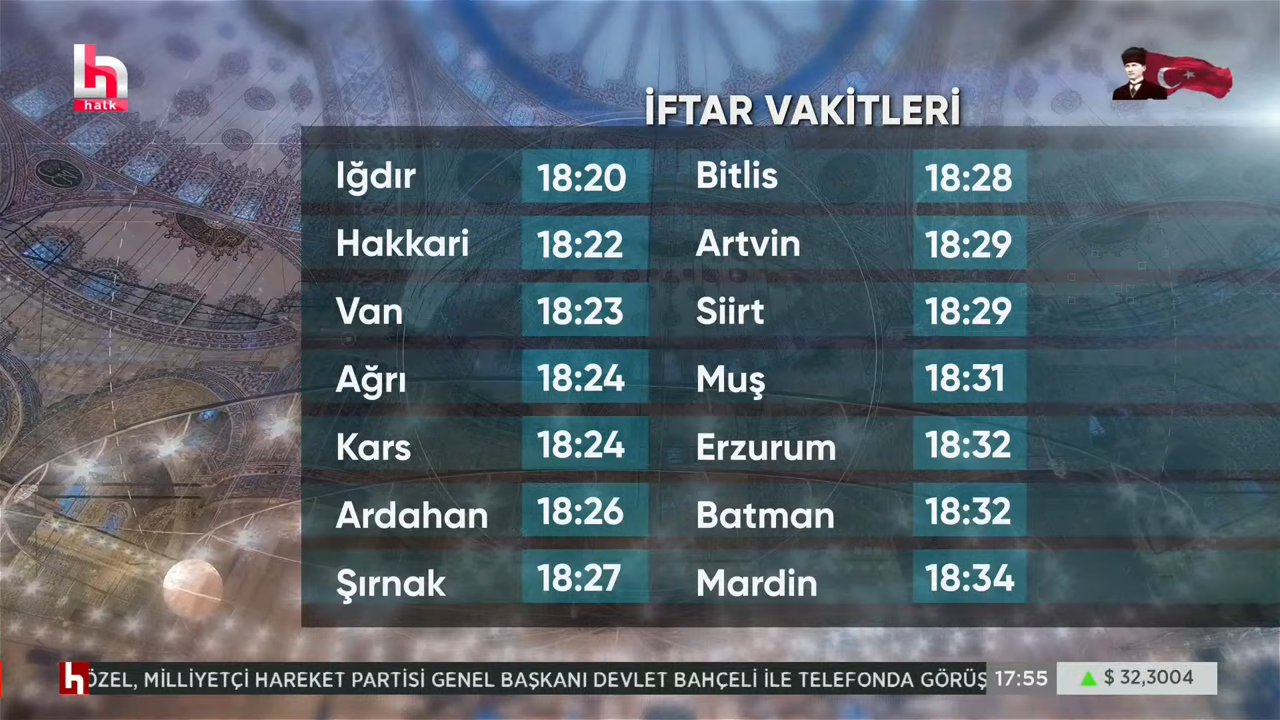 halk
İFTAR VAKİTLERİ
Iğdır 18:20 Bitlis 18:28
Hakkari 18:22 Artvin 18:29
Van 18:23 Siirt 18:29
Ağrı 18:24 Muş 18:31
Kars 18:24 Erzurum 18:32
Ardahan 18:26 Batman 18:32
Şırnak 18:27 Mardin 18:34
h ÖZEL, MİLLİYETÇİ HAREKET PARTİSİ GENEL BAŞKANI DEVLET BAHÇELİ İLE TELEFONDA GÖRÜŞ 17:55 $ 32,3004